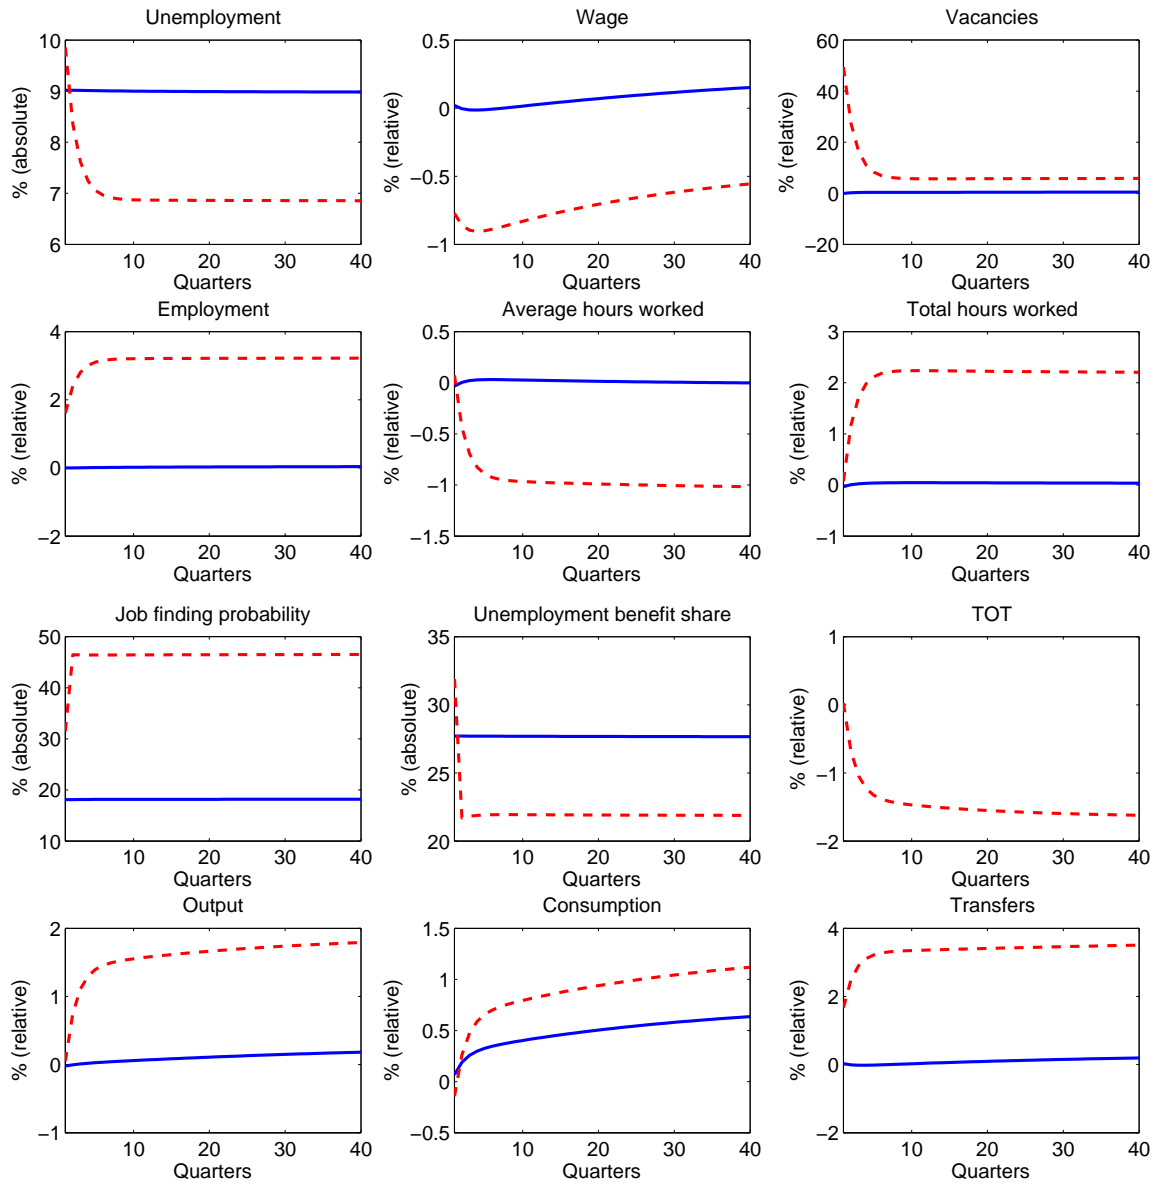 Unemployment
% (absolute)
10
9
8
7
6
10 20 30 40
Quarters
Wage
% (relative)
0.5
0
−0.5
−1
10 20 30 40
Quarters
Vacancies
% (relative)
60
40
20
0
−20
10 20 30 40
Quarters
Employment
% (relative)
4
2
0
−2
10 20 30 40
Quarters
Average hours worked
% (relative)
0.5
0
−0.5
−1
−1.5
10 20 30 40
Quarters
Total hours worked
% (relative)
3
2
1
0
−1
10 20 30 40
Quarters
Job finding probability
% (absolute)
50
40
30
20
10
10 20 30 40
Quarters
Unemployment benefit share
% (absolute)
35
30
25
20
10 20 30 40
Quarters
TOT
% (relative)
1
0
−1
−2
10 20 30 40
Quarters
Output
% (relative)
2
1
0
−1
10 20 30 40
Quarters
Consumption
% (relative)
1.5
1
0.5
0
−0.5
10 20 30 40
Quarters
Transfers
% (relative)
4
2
0
−2
10 20 30 40
Quarters